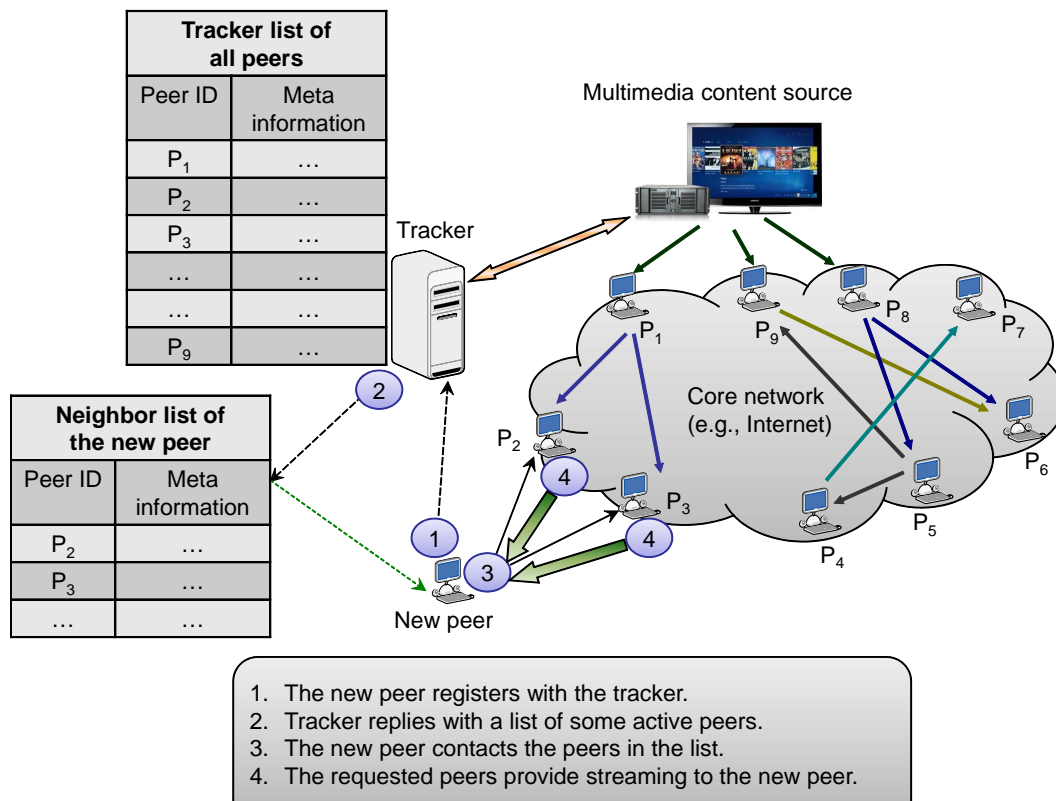 Tracker list of
all peers
Peer ID
Meta
information
P1
…
P2
…
P3
…
…
…
…
…
P9
…
Multimedia content source
Tracker
P1
P9
P8
P7
Core network
(e.g., Internet)
P2
P3
P4
P5
P6
2
Neighbor list of
the new peer
Peer ID
Meta
information
P2
…
P3
…
…
…
1
3
4
4
New peer
1. The new peer registers with the tracker.
2. Tracker replies with a list of some active peers.
3. The new peer contacts the peers in the list.
4. The requested peers provide streaming to the new peer.